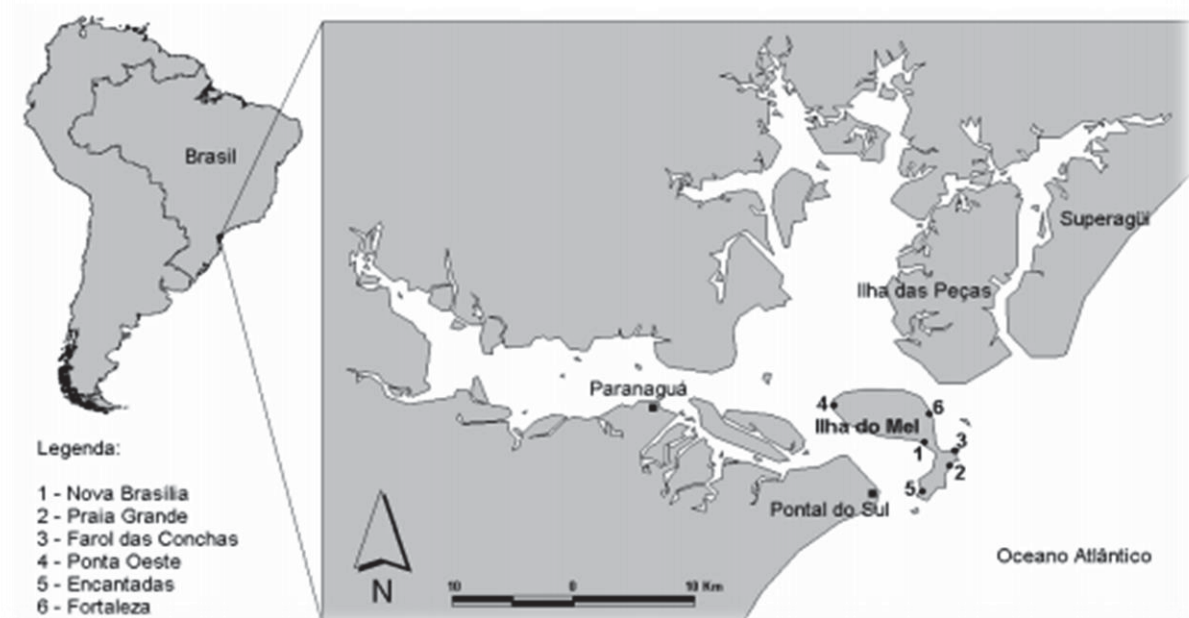 Brasil
Legenda:
1 - Nova Brasília
2 - Praia Grande
3 - Farol das Conchas
4 - Ponta Oeste
5 - Encantadas
6 - Fortaleza
Superagüi
Ilha das Peças
Paranaguá
4
6
Ilha do Mel
1
3
2
5
Pontal do Sul
Oceano Atlântico
N
10 0 10 Km